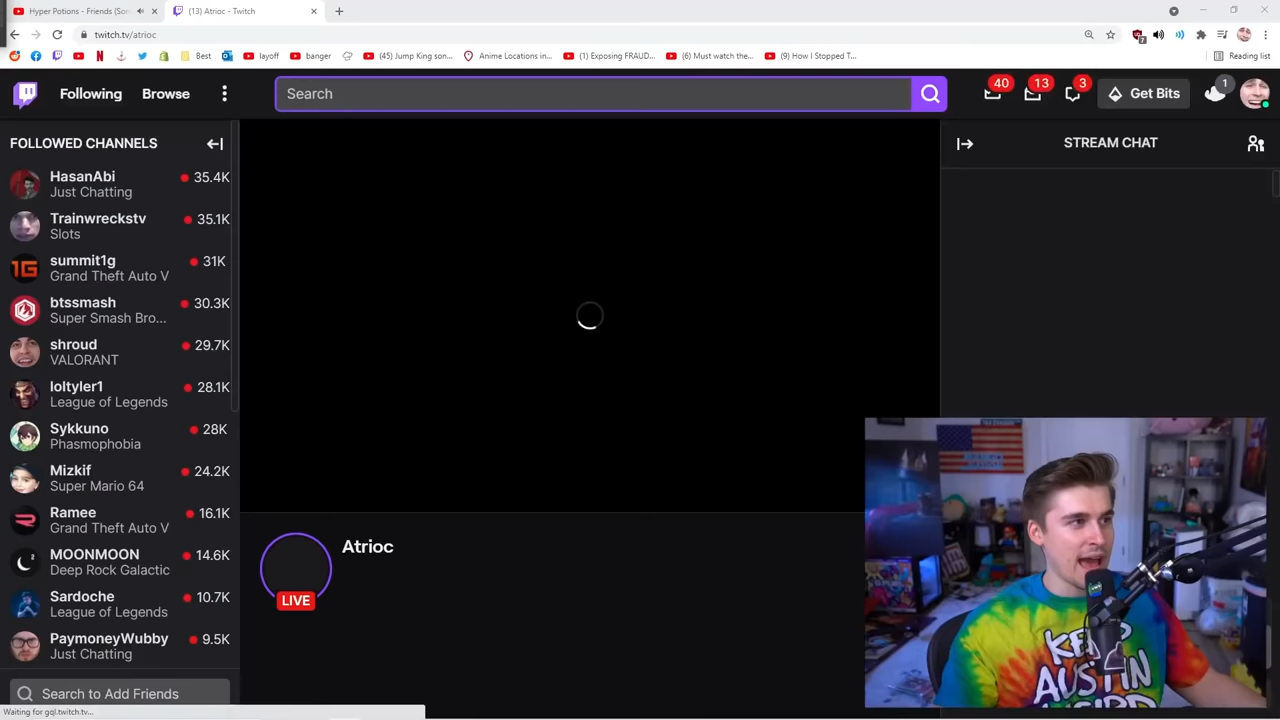 Hyper Potions - Friends (Son
(13) Atrioc - Twitch
twitch.tv/atrioc
Best
layoff
banger
(45) Jump King son...
Anime Locations in...
(1) Exposing FRAUD...
(6) Must watch the...
(9) How I Stopped T...
Reading list
7
Following
Browse
Search
40
13
3
Get Bits
1
FOLLOWED CHANNELS
STREAM CHAT
HasanAbi
35.4K
Just Chatting
Trainwreckstv
35.1K
Slots
summit1g
31K
Grand Theft Auto V
btssmash
30.3K
Super Smash Bro...
shroud
29.7K
VALORANT
loltyler1
28.1K
League of Legends
Sykkuno
28K
Phasmophobia
Mizkif
24.2K
Super Mario 64
Ramee
16.1K
Grand Theft Auto V
MOONMOON
14.6K
Deep Rock Galactic
Sardoche
10.7K
League of Legends
PaymoneyWubby
9.5K
Just Chatting
Search to Add Friends
Waiting for gql.twitch.tv...
Atrioc
LIVE
KEEP
AUSTIN
WEIRD